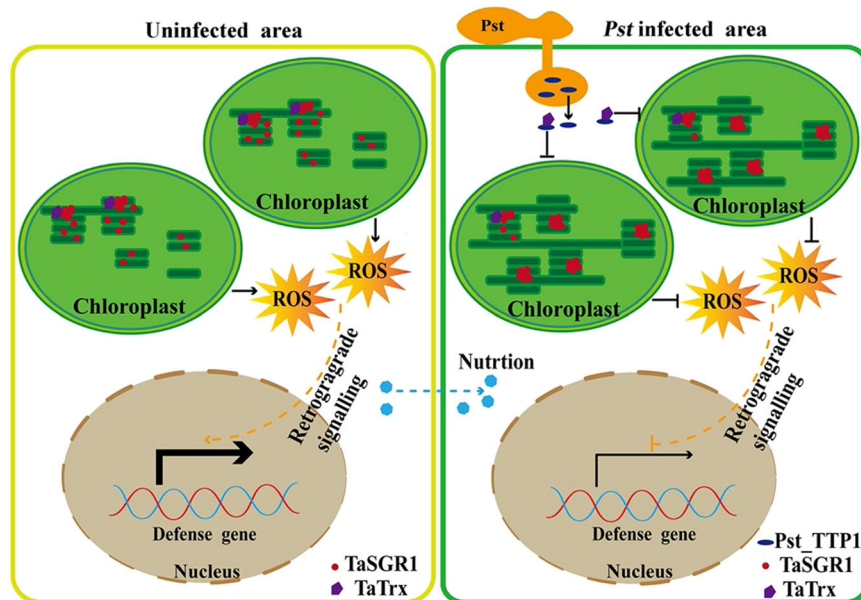 Uninfected area
Chloroplast
Chloroplast
ROS
ROS
Retrogragrade
signalling
Defense gene
Nucleus
TaSGR1
TaTrx
Nutrtion
Pst infected area
Pst
Chloroplast
Chloroplast
ROS
ROS
Retrogragrade
signalling
Defense gene
Nucleus
Pst_TTP1
TaSGR1
TaTrx